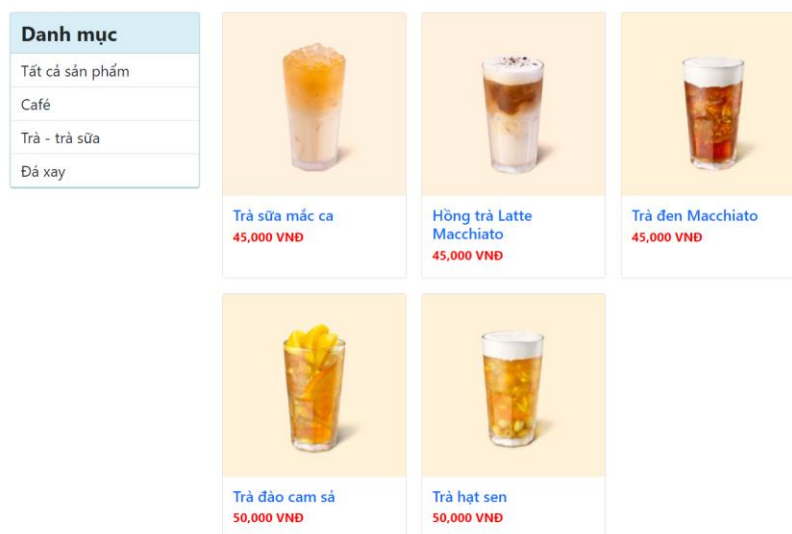 Danh mục
Tất cả sản phẩm
Café
Trà - trà sữa
Đá xay
Trà sữa mắc ca
45,000 VNĐ
Hồng trà Latte
Macchiato
45,000 VNĐ
Trà đen Macchiato
45,000 VNĐ
Trà đào cam sả
50,000 VNĐ
Trà hạt sen
50,000 VNĐ